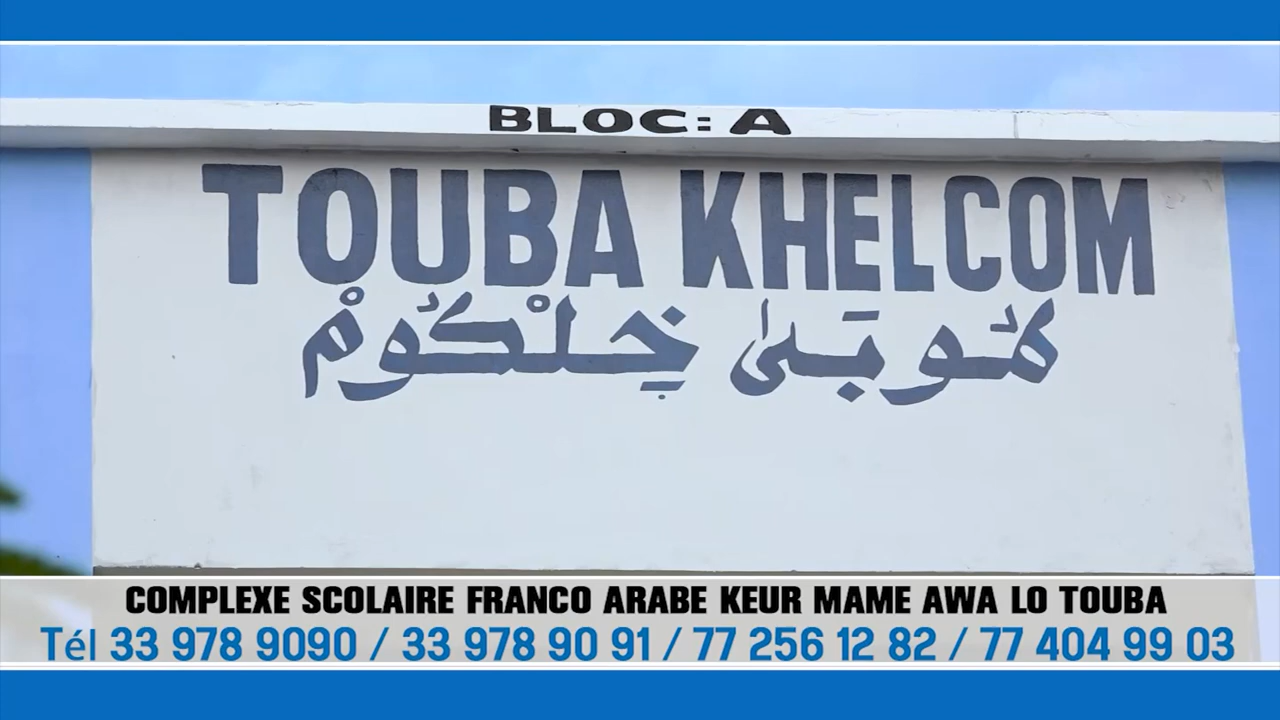 BLOC: A
TOUBA KHELCOM
طُوبَىٰ خِلْكُومْ
COMPLEXE SCOLAIRE FRANCO ARABE KEUR MAME AWA LO TOUBA
Tél 33 978 9090 / 33 978 90 91 / 77 256 12 82 / 77 404 99 03